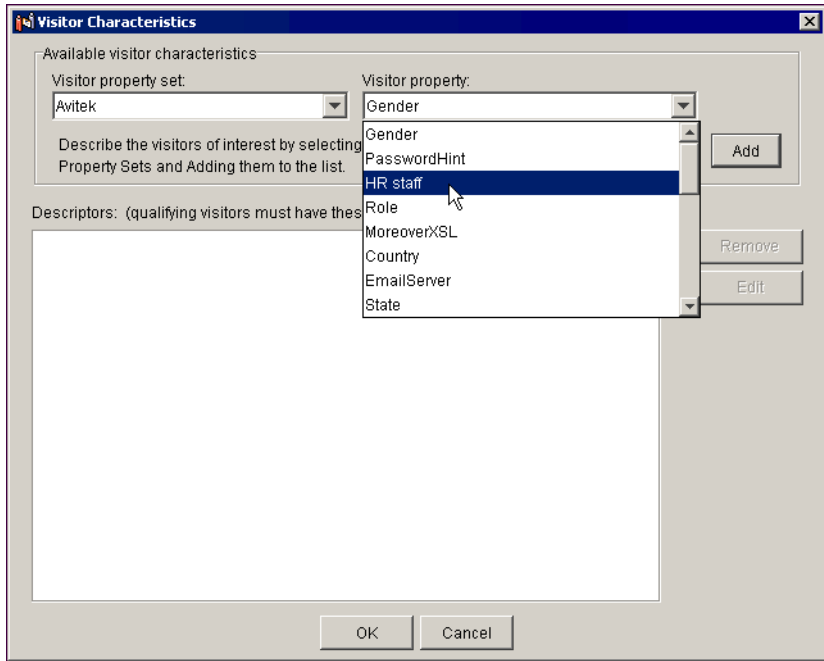 Visitor Characteristics
Available visitor characteristics
Visitor property set:
Visitor property:
Avitek
Gender
Describe the visitors of interest by selecting
Property Sets and Adding them to the list.
Gender
PasswordHint
HR staff
Role
MoreoverXSL
Country
EmailServer
State
Add
Descriptors: (qualifying visitors must have thes
Remove
Edit
OK
Cancel